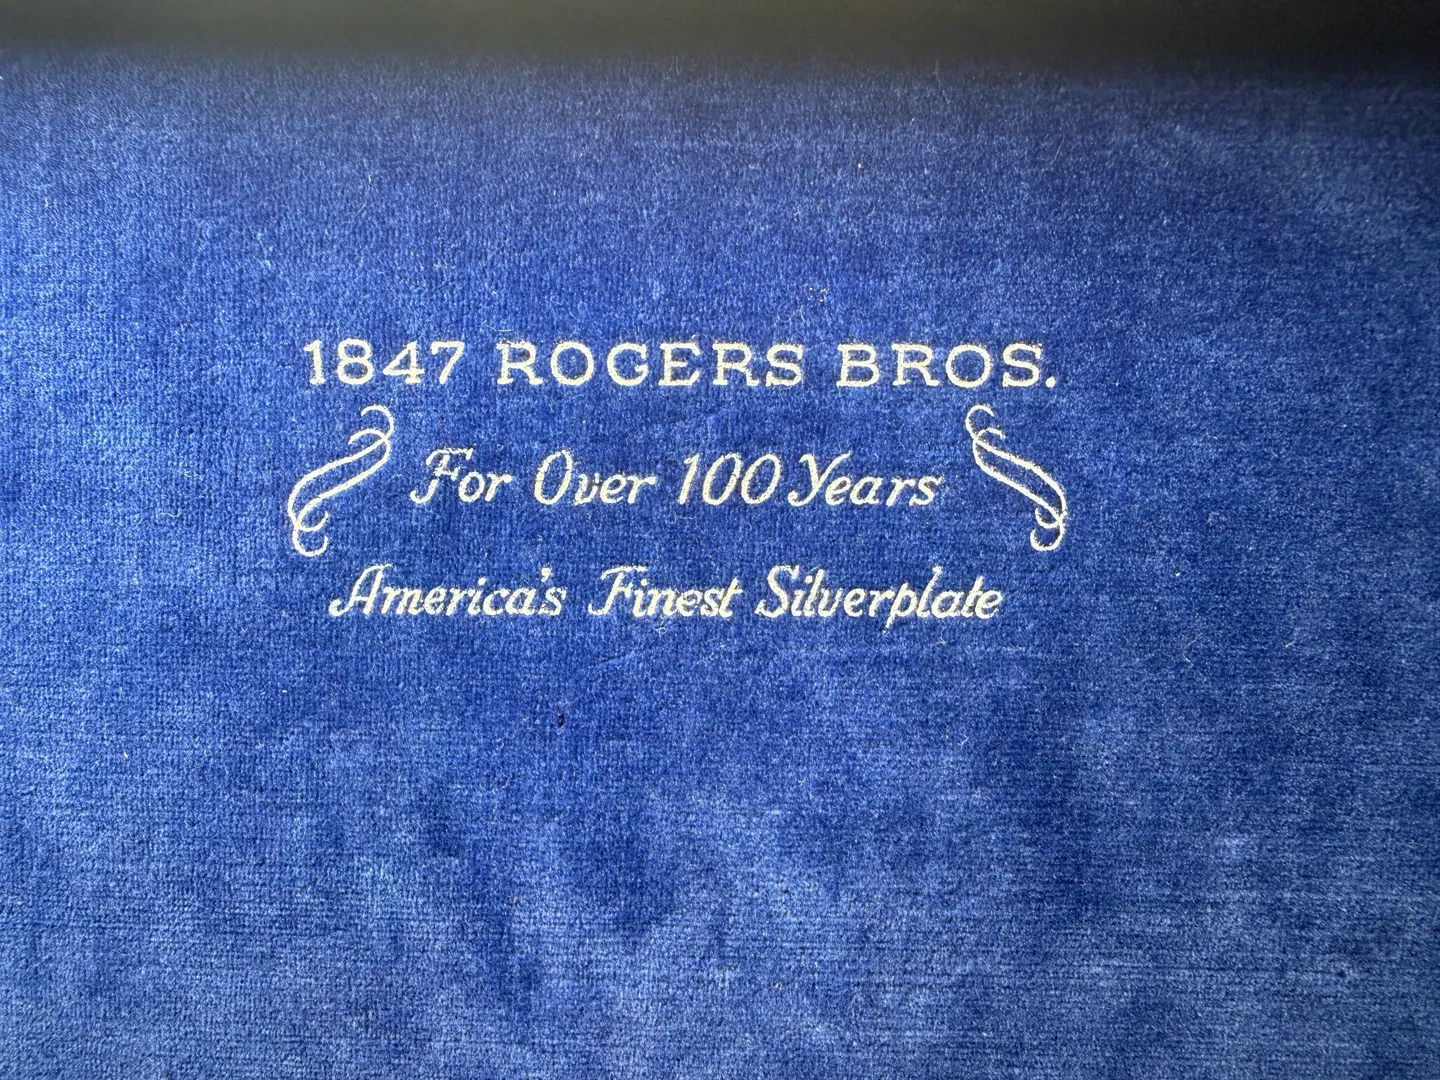 1847 ROGERS BROS.
For Over 100 Years
America's Finest Silverplate